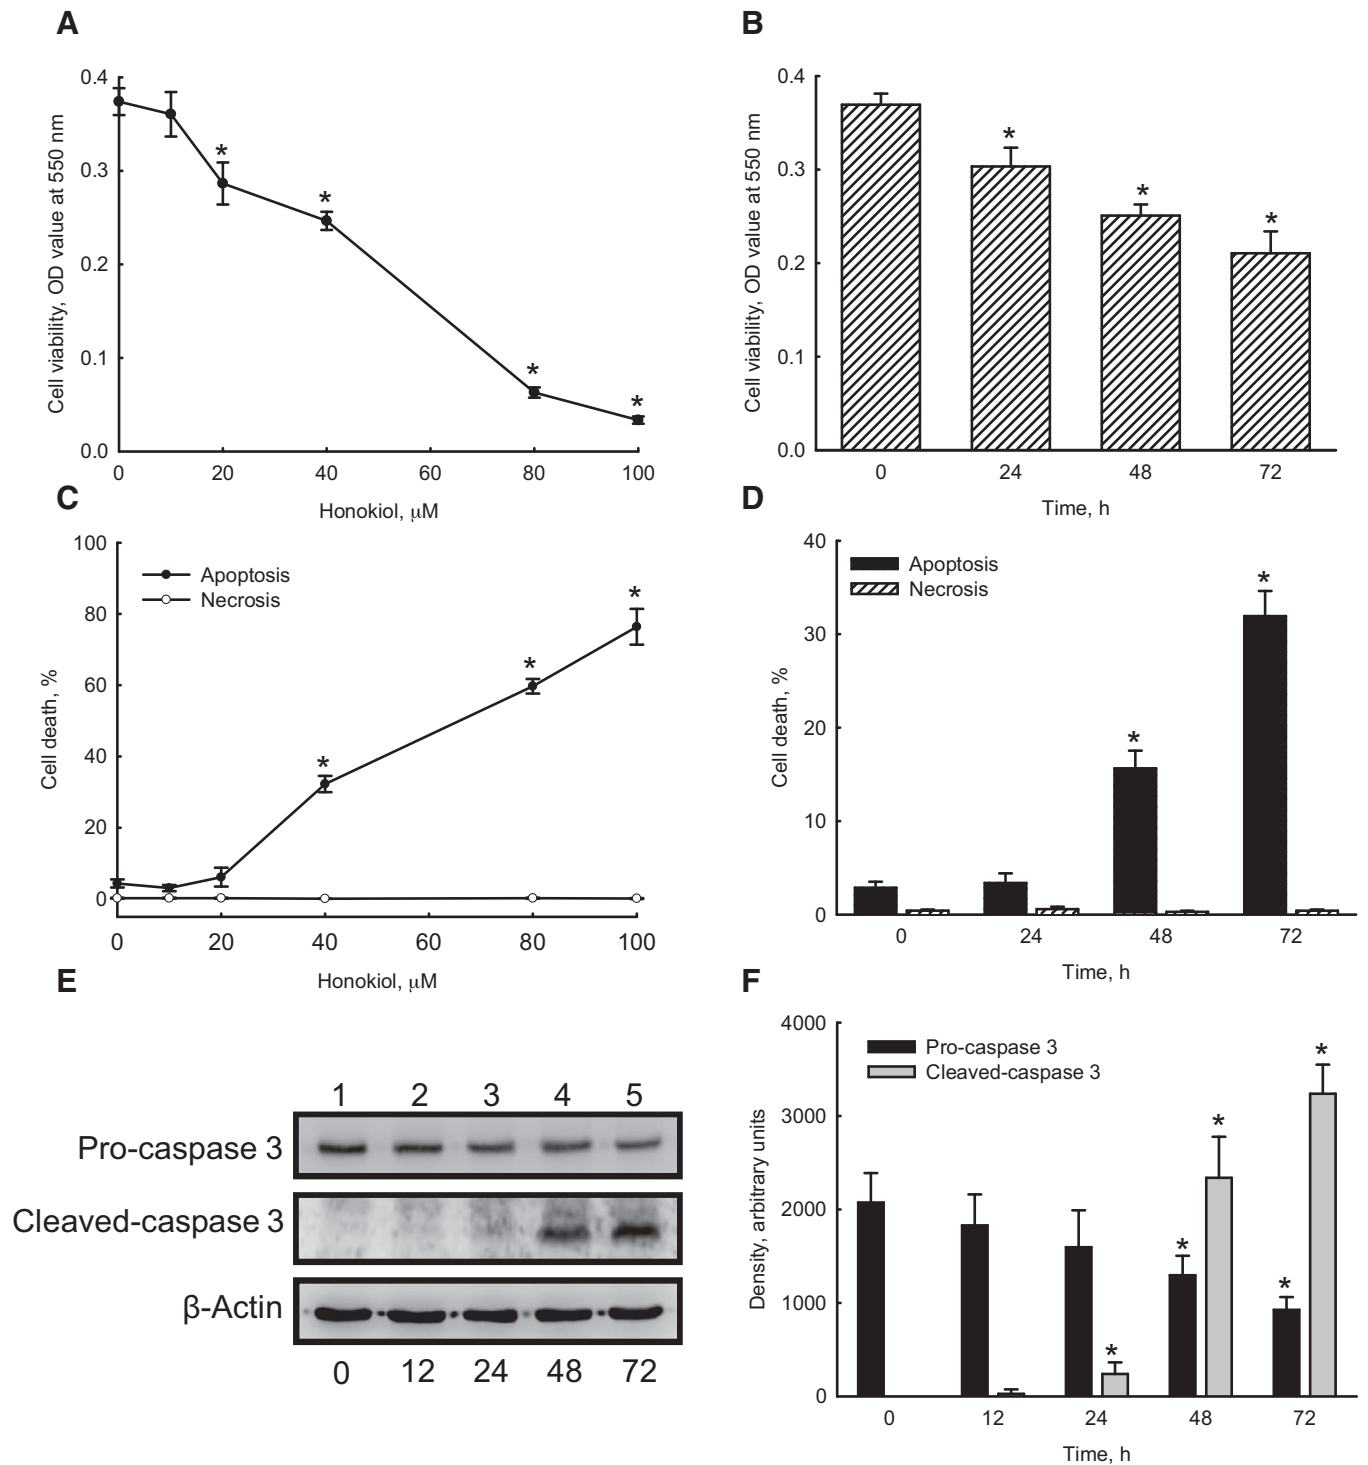 A
Cell viability, OD value at 550 nm
0.4
0.3
0.2
0.1
0.0
* * * *
0 20 40 60 80 100
Honokiol, μM
B
Cell viability, OD value at 550 nm
0.4
0.3
0.2
0.1
0.0
* * *
0 24 48 72
Time, h
C
Cell death, %
100
80
60
40
20
0
Apoptosis
Necrosis
* * *
0 20 40 60 80 100
Honokiol, μM
D
Cell death, %
40
30
20
10
0
Apoptosis
Necrosis
* *
0 24 48 72
Time, h
E
1 2 3 4 5
Pro-caspase 3
Cleaved-caspase 3
β-Actin
0 12 24 48 72
F
Density, arbitrary units
4000
3000
2000
1000
0
Pro-caspase 3
Cleaved-caspase 3
* * * * *
0 12 24 48 72
Time, h